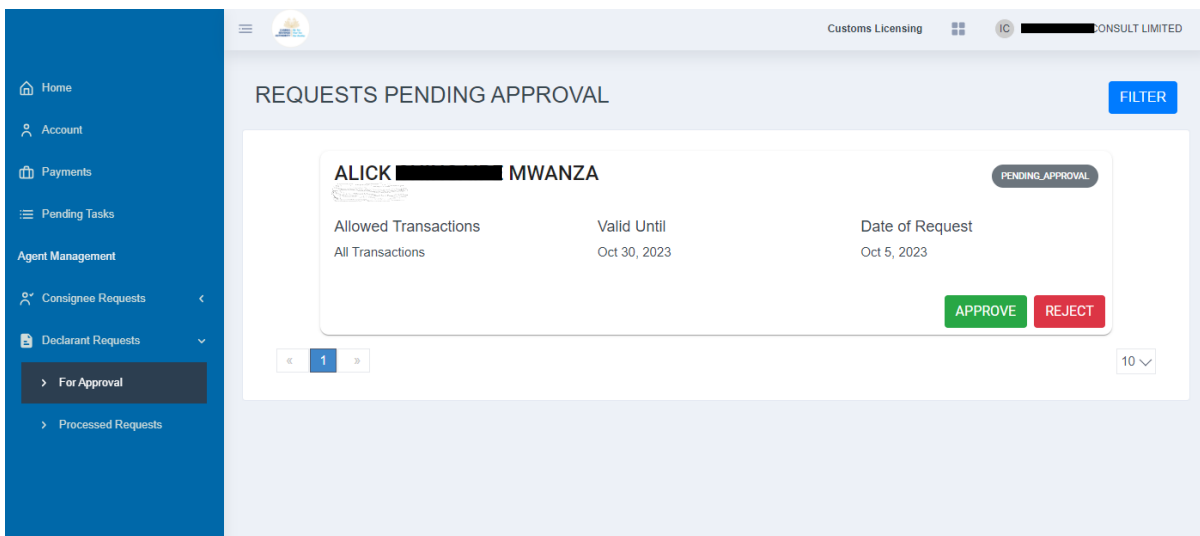 Customs Licensing
IC
CONSULT LIMITED
Home
Account
Payments
Pending Tasks
Agent Management
Consignee Requests
Declarant Requests
For Approval
Processed Requests
REQUESTS PENDING APPROVAL
FILTER
ALICK MWANZA
PENDING_APPROVAL
Allowed Transactions Valid Until Date of Request
All Transactions Oct 30, 2023 Oct 5, 2023
APPROVE REJECT
« 1 »
10